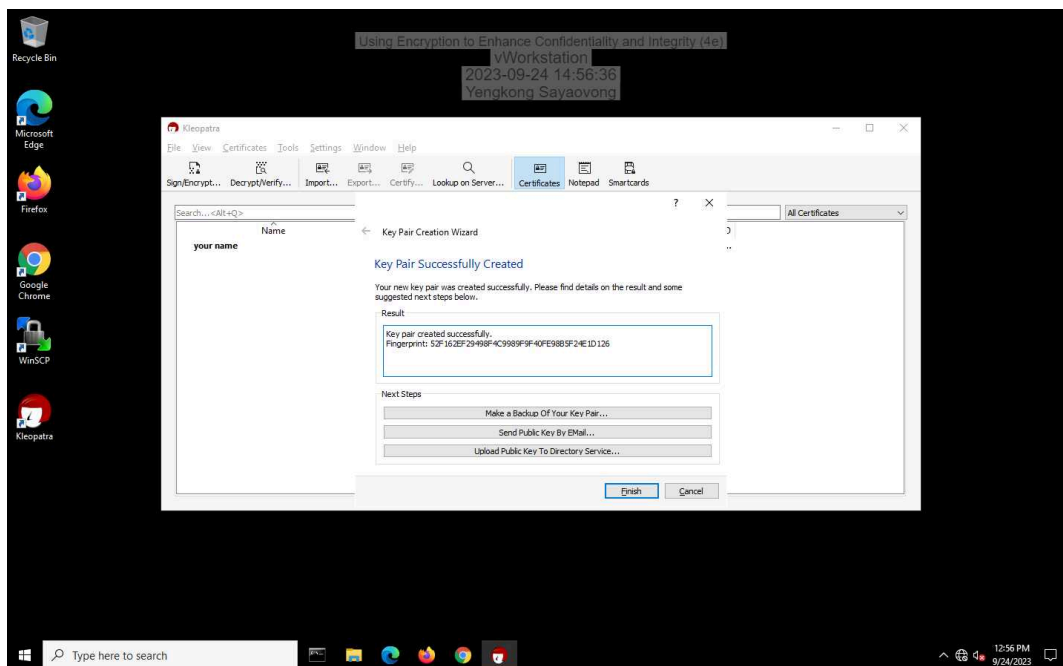 Recycle Bin
Using Encryption to Enhance Confidentiality and Integrity (4e)
vWorkstation
2023-09-24 14:56:36
Yengkong Sayaovong
Microsoft
Edge
Firefox
Google
Chrome
WinSCP
Kleopatra
Kleopatra
File View Certificates Tools Settings Window Help
Sign/Encrypt... Decrypt/Verify... Import... Export... Certify... Lookup on Server... Certificates Notepad Smartcards
Search...<Alt+Q> All Certificates
Name
your name
Key Pair Creation Wizard
Key Pair Successfully Created
Your new key pair was created successfully. Please find details on the result and some
suggested next steps below.
Result
Key pair created successfully.
Fingerprint: 52F162EF29498F4C9989F9F40FE98B5F24E1D126
Next Steps
Make a Backup Of Your Key Pair...
Send Public Key By EMail...
Upload Public Key To Directory Service...
Finish Cancel
Type here to search
12:56 PM
9/24/2023